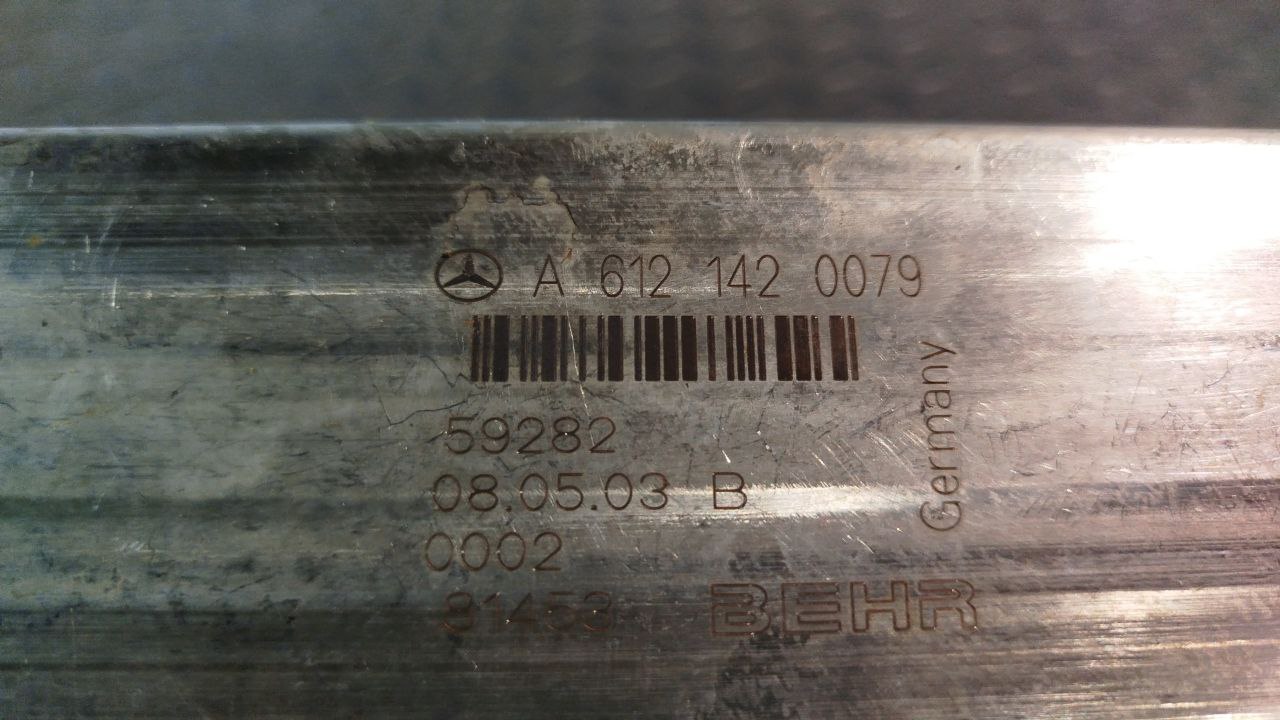 A 612 142 0079
59282
08.05.03 B
0002
81453
BEHR
Germany